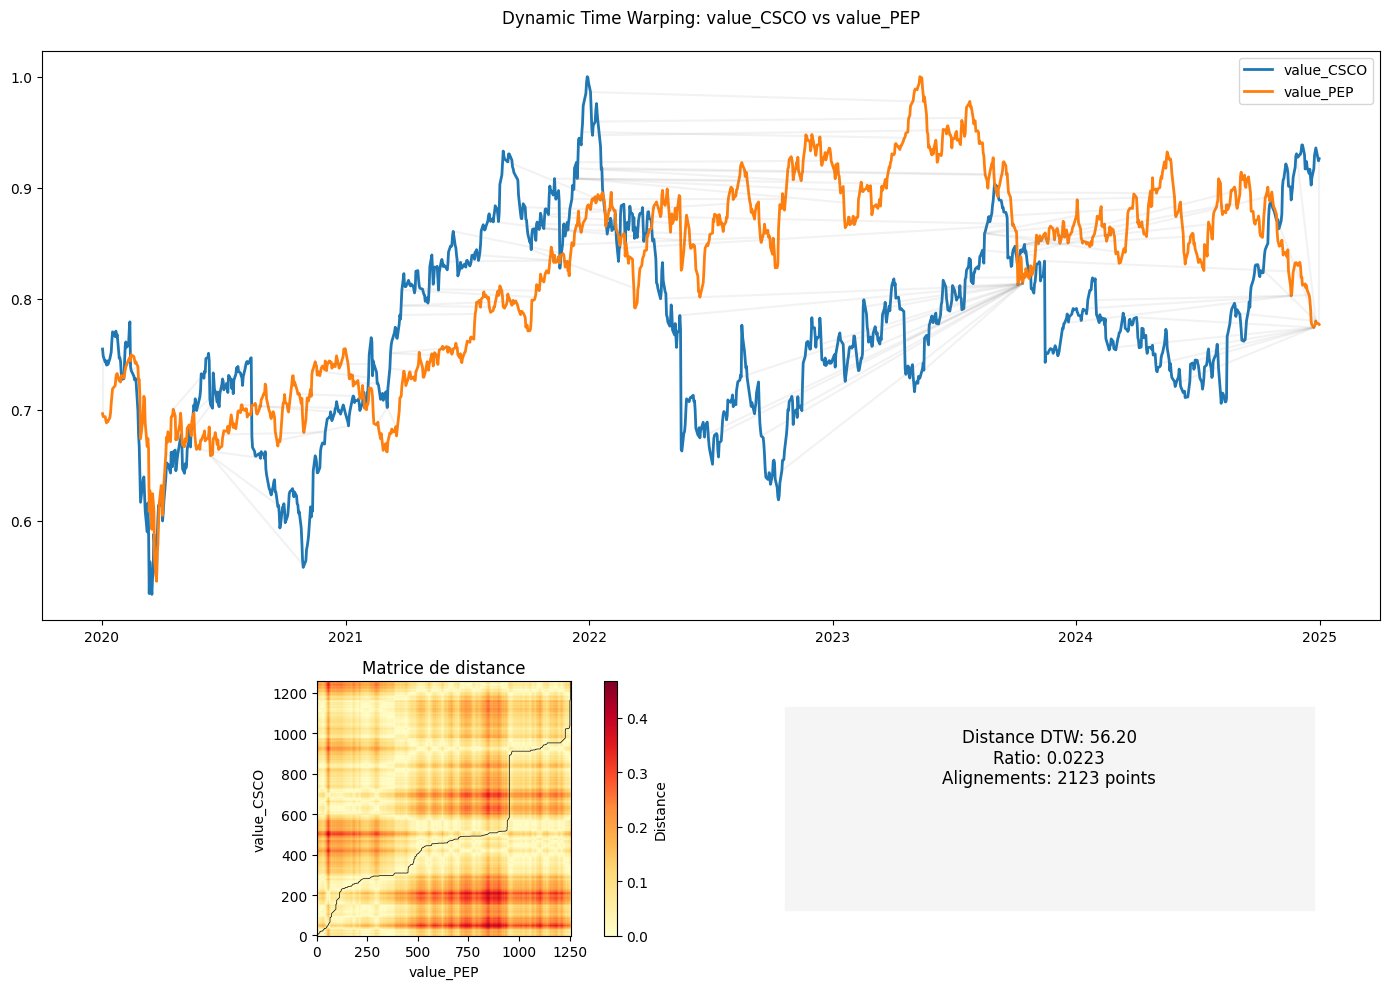 Dynamic Time Warping: value_CSCO vs value_PEP
value_CSCO
value_PEP
1.0
0.9
0.8
0.7
0.6
2020
2021
2022
2023
2024
2025
Matrice de distance
1200
1000
800
600
400
200
0
value_CSCO
0
250
500
750
1000
1250
value_PEP
0.4
0.3
0.2
0.1
0.0
Distance
Distance DTW: 56.20
Ratio: 0.0223
Alignements: 2123 points